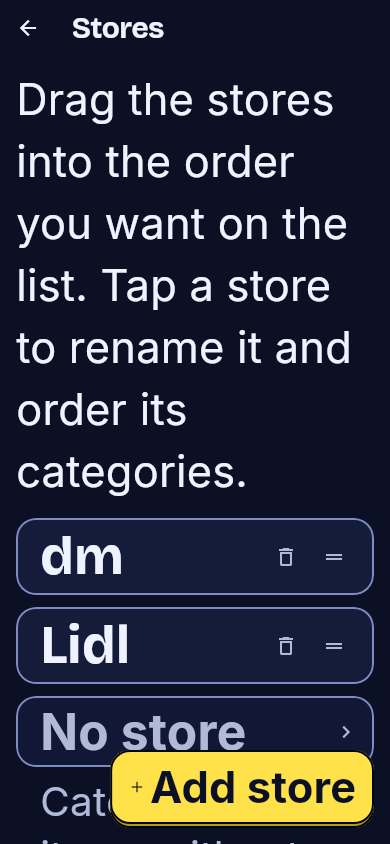 Stores
Drag the stores
into the order
you want on the
list. Tap a store
to rename it and
order its
categories.
dm
Lidl
No store
+ Add store